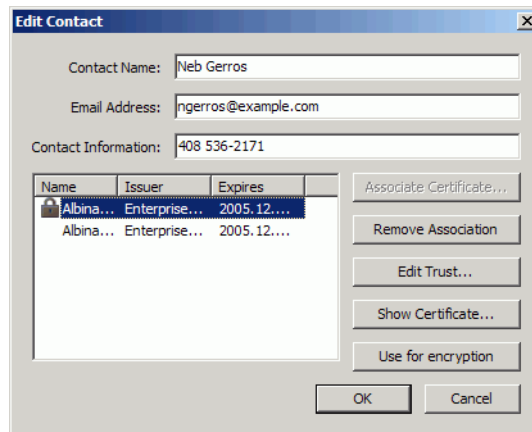 Edit Contact
Contact Name: Neb Gerros
Email Address: ngerros@example.com
Contact Information: 408 536-2171
Name Issuer Expires
Albina... Enterprise... 2005.12....
Albina... Enterprise... 2005.12....
Associate Certificate...
Remove Association
Edit Trust...
Show Certificate...
Use for encryption
OK Cancel